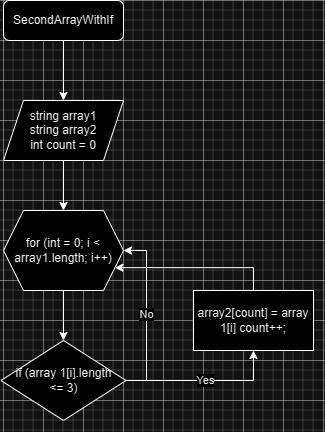 SecondArrayWithIf
string array1
string array2
int count = 0
for (int = 0; i <
array1.length; i++)
No
array2[count] = array
1[i] count++;
if (array 1[i].length
<= 3)
Yes